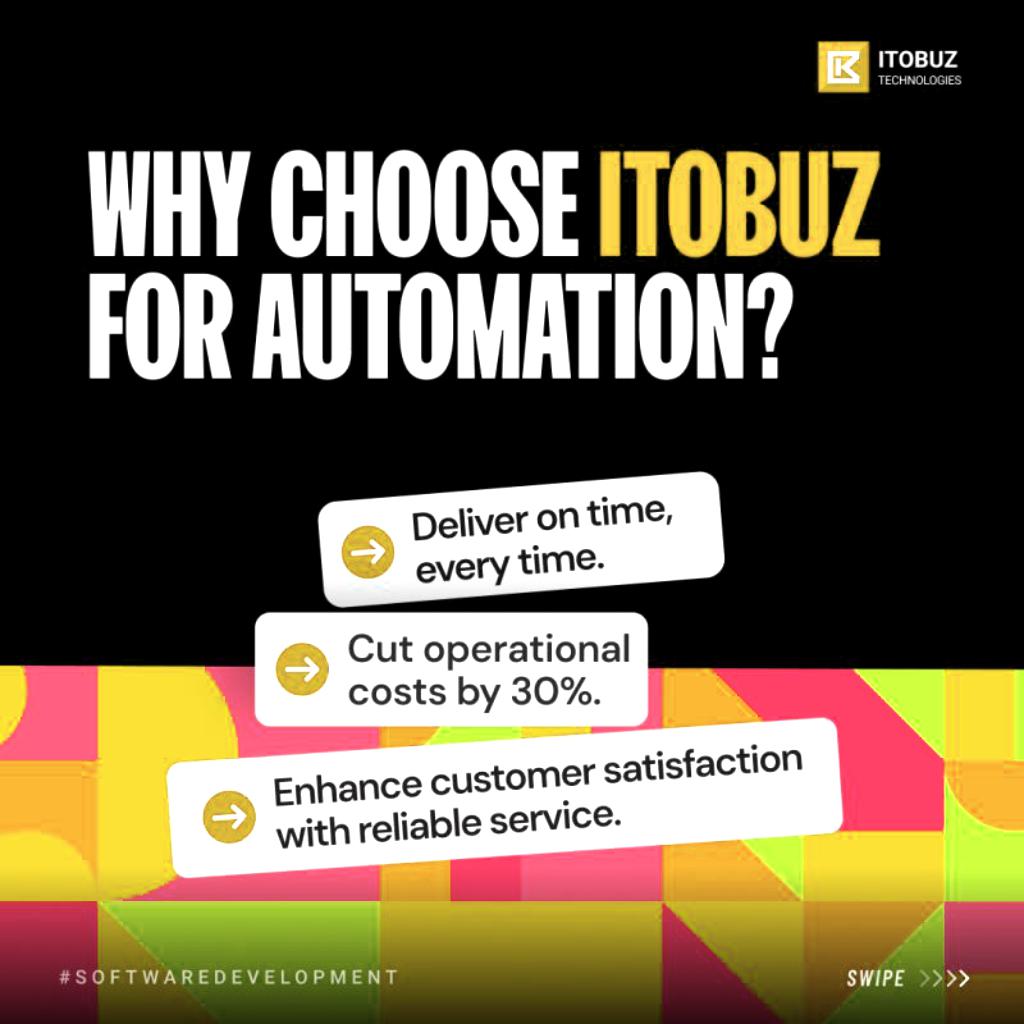 ITOBUZ
TECHNOLOGIES
WHY CHOOSE ITOBUZ
FOR AUTOMATION?
Deliver on time,
every time.
Cut operational
costs by 30%.
Enhance customer satisfaction
with reliable service.
#SOFTWAREDEVELOPMENT
SWIPE >>>>